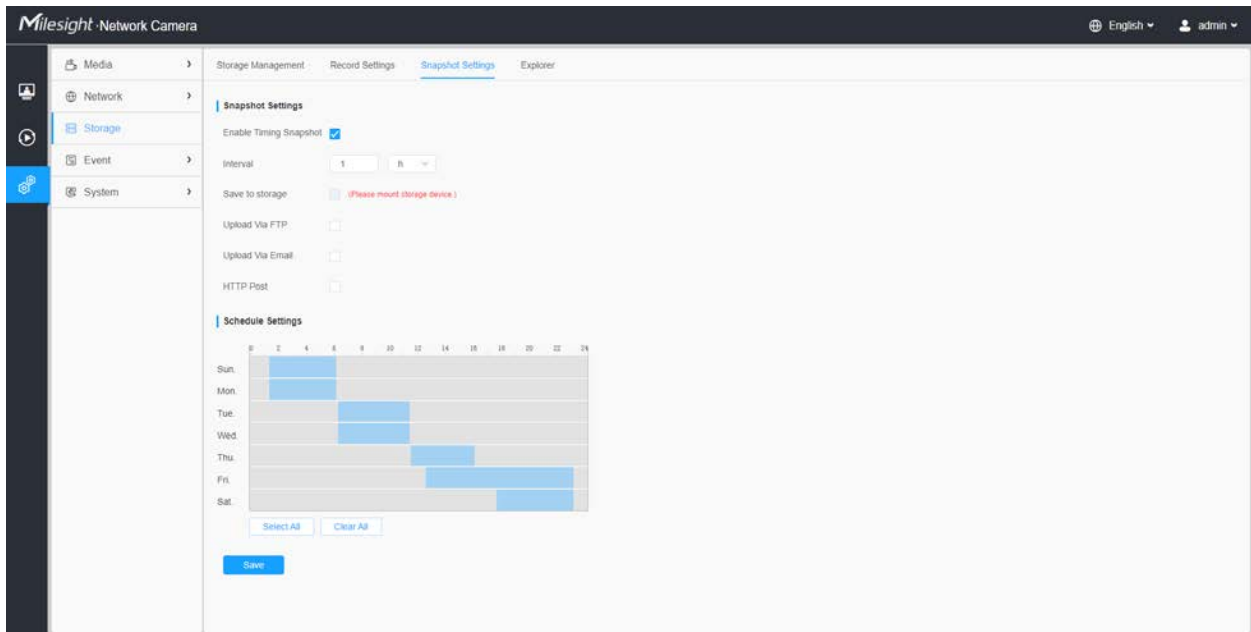 Milesight · Network Camera English admin
Media
Network
Storage
Event
System
Storage Management Record Settings Snapshot Settings Explorer
Snapshot Settings
Enable Timing Snapshot
Interval 1 h
Save to storage (Please mount storage device.)
Upload Via FTP
Upload Via Email
HTTP Post
Schedule Settings
0 2 4 6 8 10 12 14 16 18 20 22 24
Sun.
Mon.
Tue.
Wed.
Thu.
Fri.
Sat.
Select All Clear All
Save